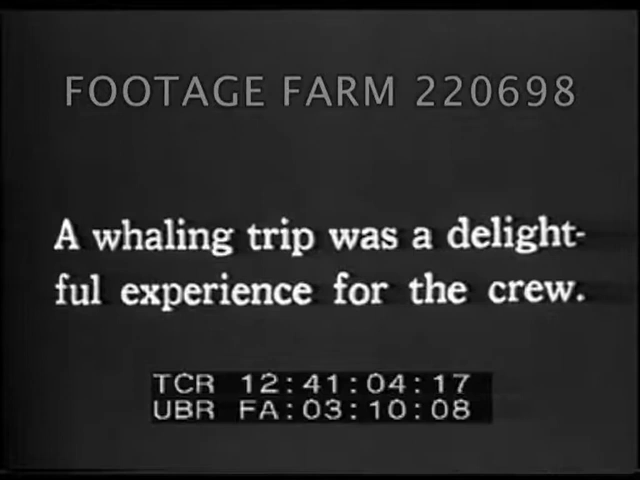 FOOTAGE FARM 220698
A whaling trip was a delight-
ful experience for the crew.
TCR 12:41:04:17
UBR FA:03:10:08